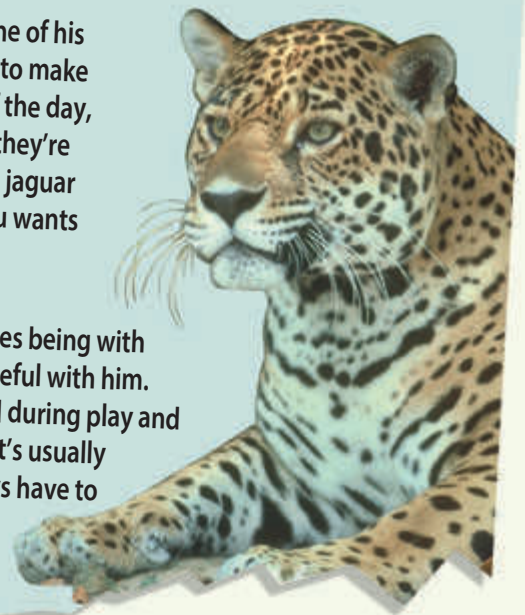 ne of his
to make
the day,
they're
jaguar
u wants
es being with
eful with him.
d during play and
t's usually
s have to